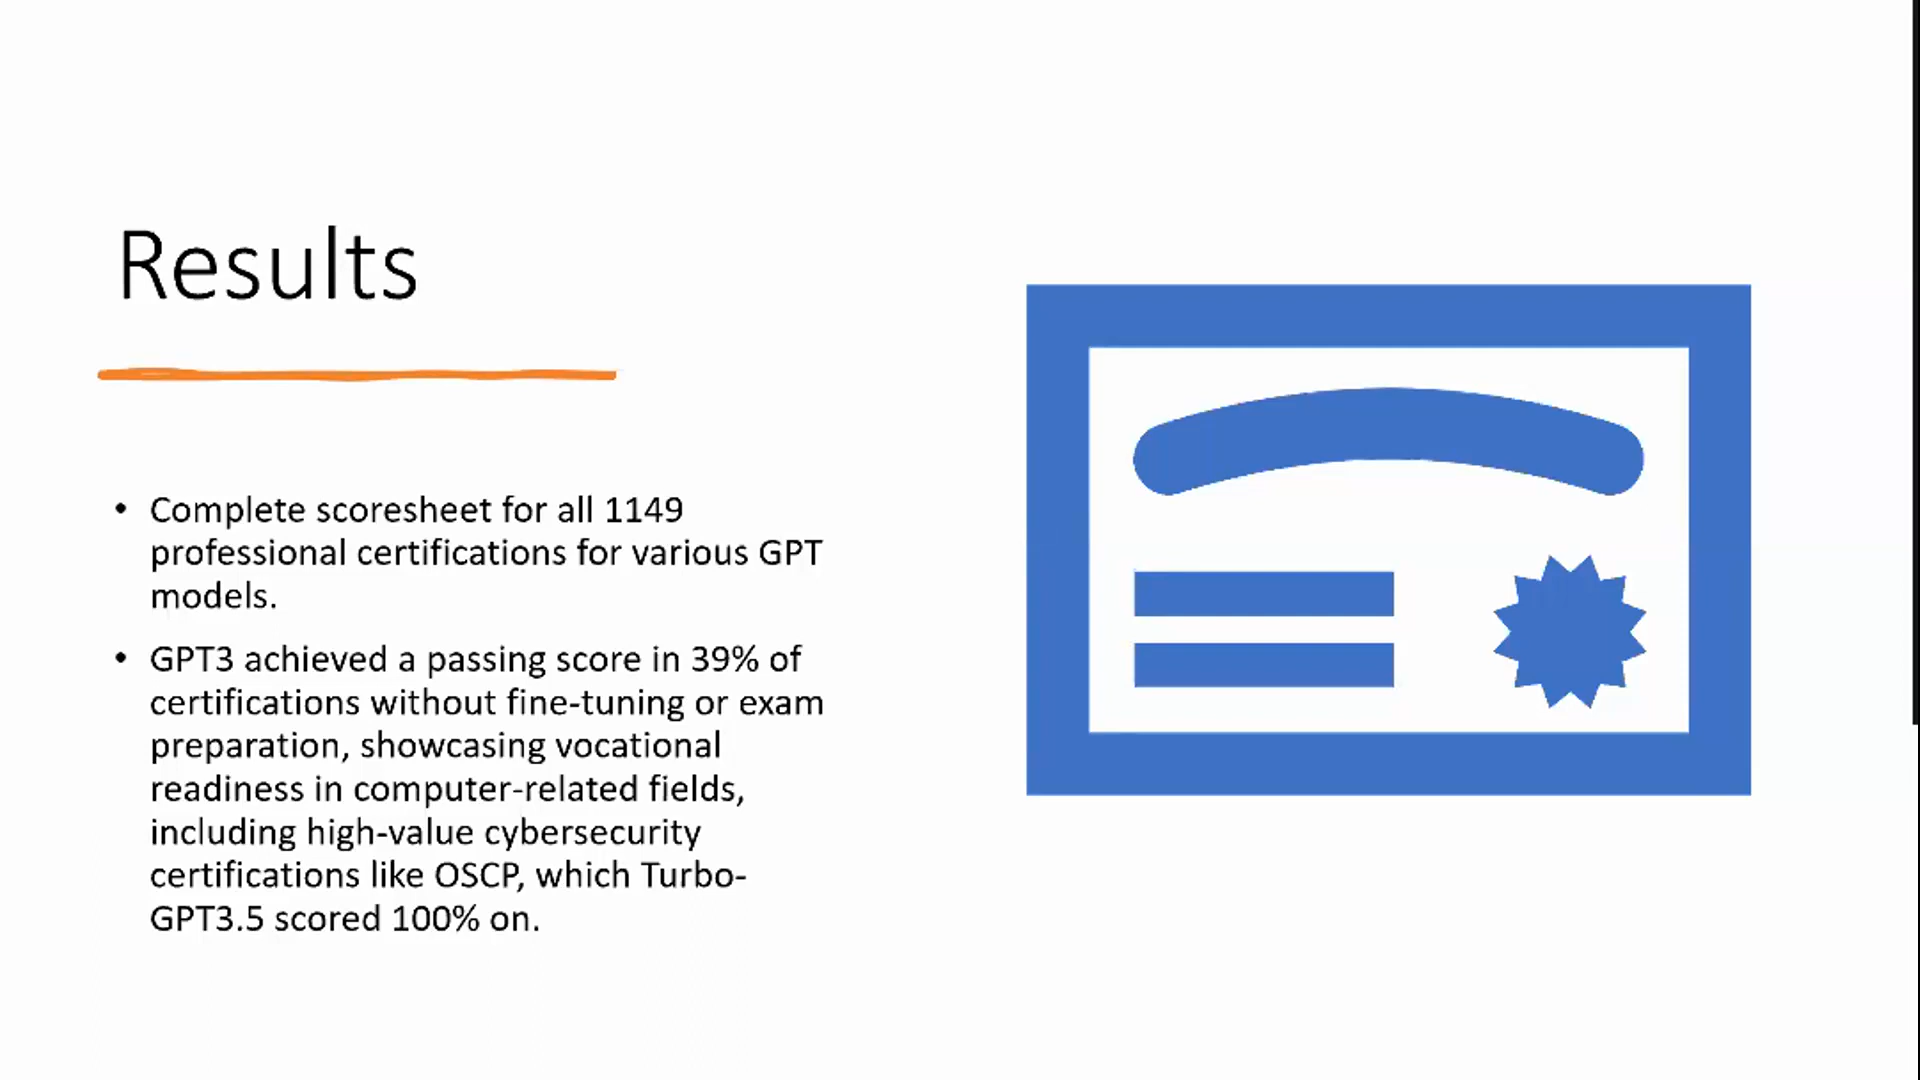 Results
• Complete scoresheet for all 1149
professional certifications for various GPT
models.
• GPT3 achieved a passing score in 39% of
certifications without fine-tuning or exam
preparation, showcasing vocational
readiness in computer-related fields,
including high-value cybersecurity
certifications like OSCP, which Turbo-
GPT3.5 scored 100% on.